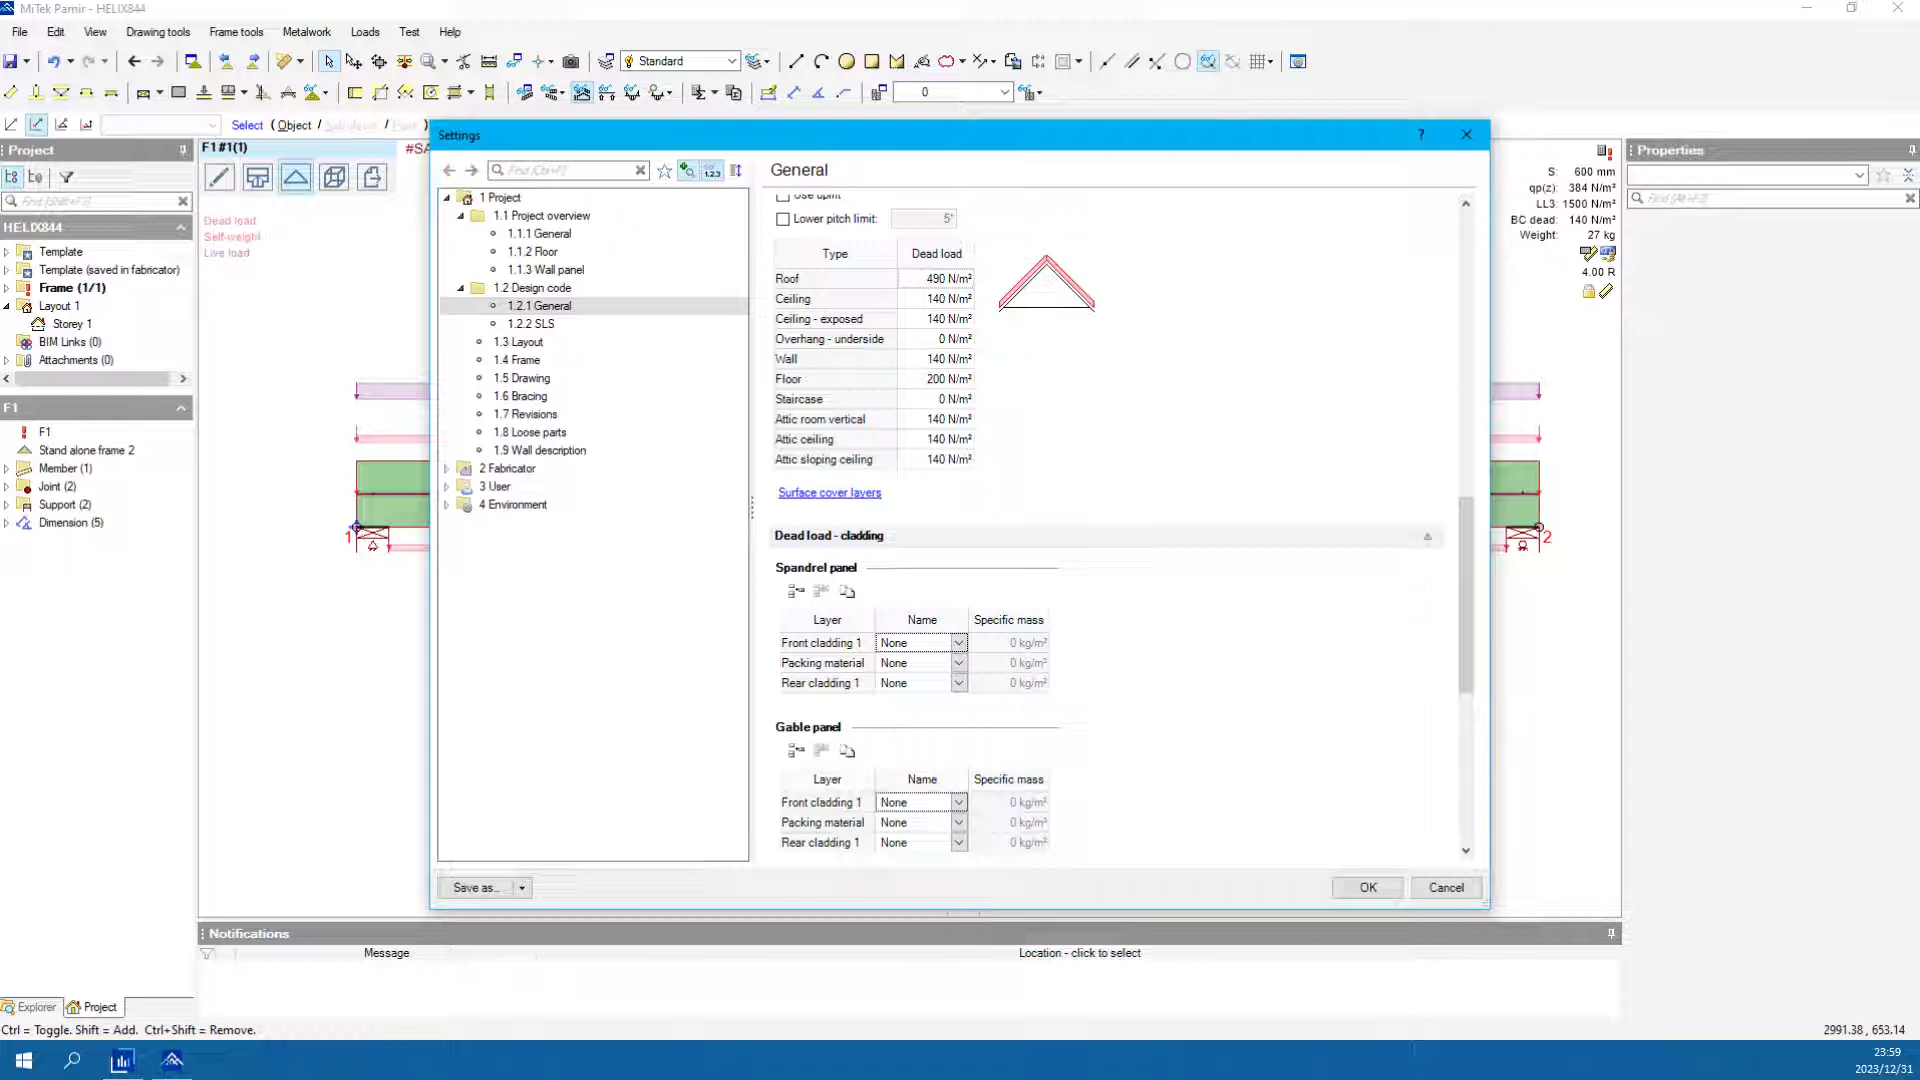 MiTek Pamir - HELIX844
File Edit View Drawing tools Frame tools Metalwork Loads Test Help
Standard
0
Select ( Object /
Project
F1#1(1)
Find [Shift+F3]
HELIX844
Template
Template (saved in fabricator)
Frame (1/1)
Layout 1
Storey 1
BIM Links (0)
Attachments (0)
F1
F1
Stand alone frame 2
Member (1)
Joint (2)
Support (2)
Dimension (5)
Explorer Project
Dead load
Self-weight
Live load
1
2
Settings
?
Find [Ctrl+F]
1.2.3
1 Project
1.1 Project overview
1.1.1 General
1.1.2 Floor
1.1.3 Wall panel
1.2 Design code
1.2.1 General
1.2.2 SLS
1.3 Layout
1.4 Frame
1.5 Drawing
1.6 Bracing
1.7 Revisions
1.8 Loose parts
1.9 Wall description
2 Fabricator
3 User
4 Environment
General
Use uplift
Lower pitch limit: 5°
Type Dead load
Roof 490 N/m²
Ceiling 140 N/m²
Ceiling - exposed 140 N/m²
Overhang - underside 0 N/m²
Wall 140 N/m²
Floor 200 N/m²
Staircase 0 N/m²
Attic room vertical 140 N/m²
Attic ceiling 140 N/m²
Attic sloping ceiling 140 N/m²
Surface cover layers
Dead load - cladding
Spandrel panel
Layer Name Specific mass
Front cladding 1 None 0 kg/m²
Packing material None 0 kg/m²
Rear cladding 1 None 0 kg/m²
Gable panel
Layer Name Specific mass
Front cladding 1 None 0 kg/m²
Packing material None 0 kg/m²
Rear cladding 1 None 0 kg/m²
Save as... OK Cancel
S: 600 mm
qp(z): 384 N/m²
LL3: 1500 N/m²
BC dead: 140 N/m²
Weight: 27 kg
4.00 R
Properties
Notifications
Message Location - click to select
Ctrl = Toggle. Shift = Add. Ctrl+Shift = Remove.
2991.38 , 653.14
23:59
2023/12/31